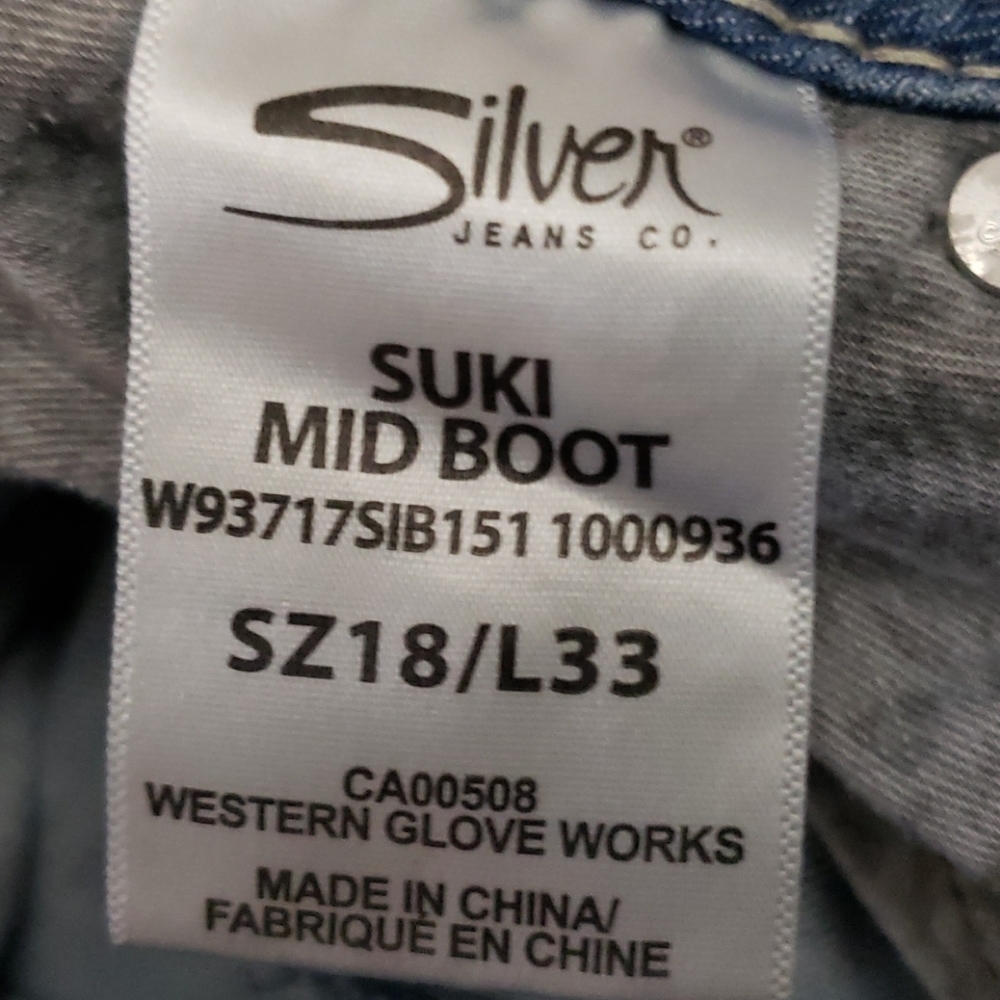 Silver®
JEANS CO.
SUKI
MID BOOT
W93717SIB151 1000936
SZ18/L33
CA00508
WESTERN GLOVE WORKS
MADE IN CHINA/
FABRIQUÉ EN CHINE